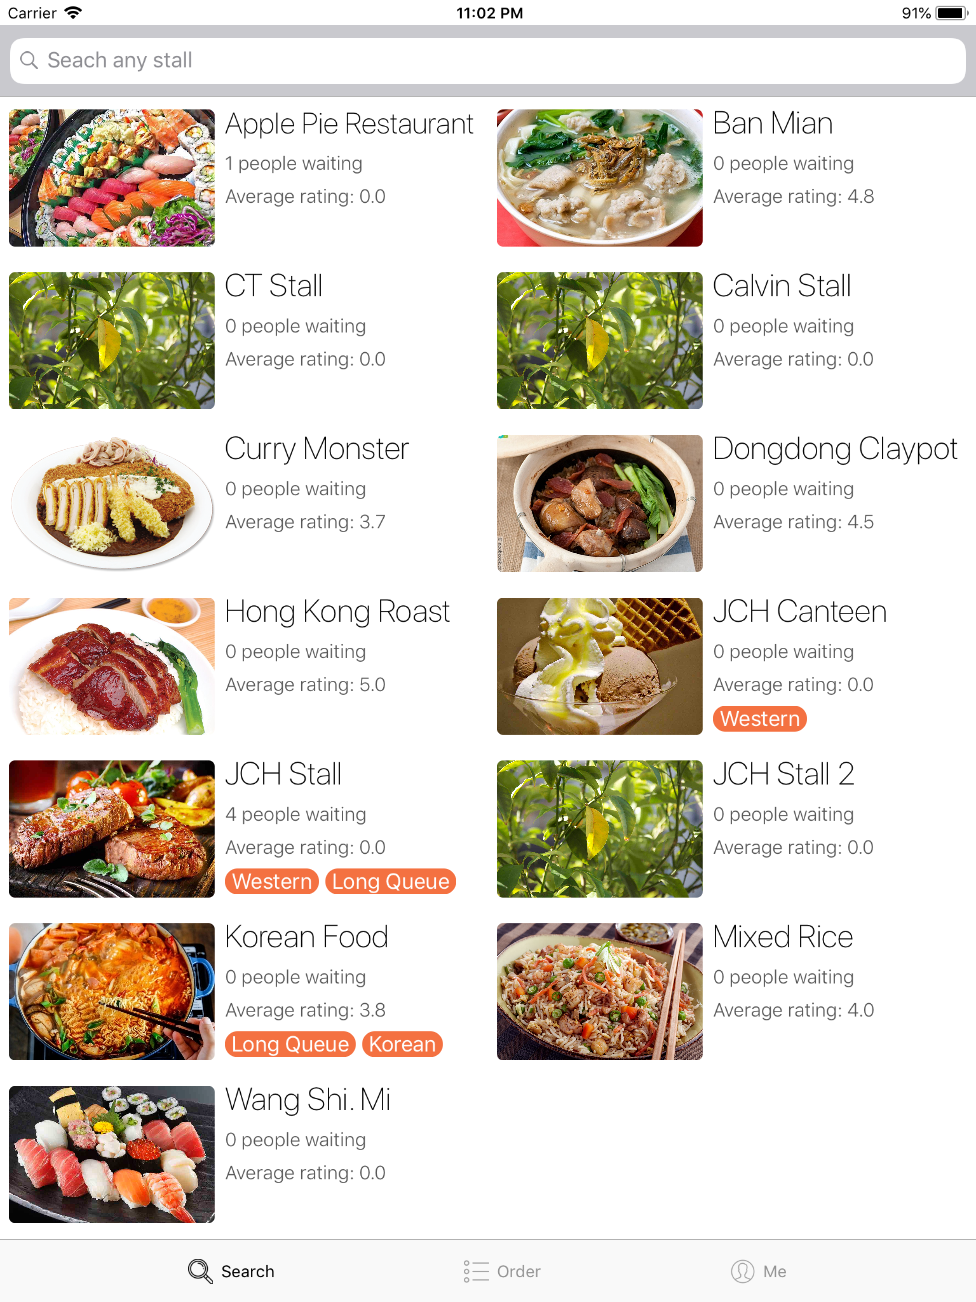 Carrier
11:02 PM
91%
Seach any stall
Apple Pie Restaurant
1 people waiting
Average rating: 0.0
Ban Mian
0 people waiting
Average rating: 4.8
CT Stall
0 people waiting
Average rating: 0.0
Calvin Stall
0 people waiting
Average rating: 0.0
Curry Monster
0 people waiting
Average rating: 3.7
Dongdong Claypot
0 people waiting
Average rating: 4.5
Hong Kong Roast
0 people waiting
Average rating: 5.0
JCH Canteen
0 people waiting
Average rating: 0.0
Western
JCH Stall
4 people waiting
Average rating: 0.0
Western Long Queue
JCH Stall 2
0 people waiting
Average rating: 0.0
Korean Food
0 people waiting
Average rating: 3.8
Long Queue Korean
Mixed Rice
0 people waiting
Average rating: 4.0
Wang Shi. Mi
0 people waiting
Average rating: 0.0
Search
Order
Me